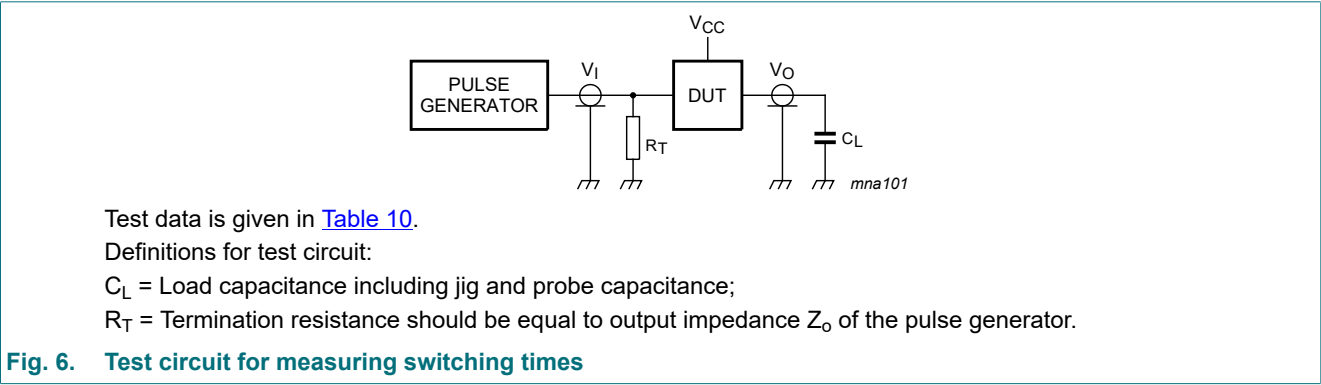 VCC
PULSE
GENERATOR
VI
DUT
VO
RT
CL
mna101
Test data is given in Table 10.
Definitions for test circuit:
CL = Load capacitance including jig and probe capacitance;
RT = Termination resistance should be equal to output impedance Zo of the pulse generator.
Fig. 6. Test circuit for measuring switching times